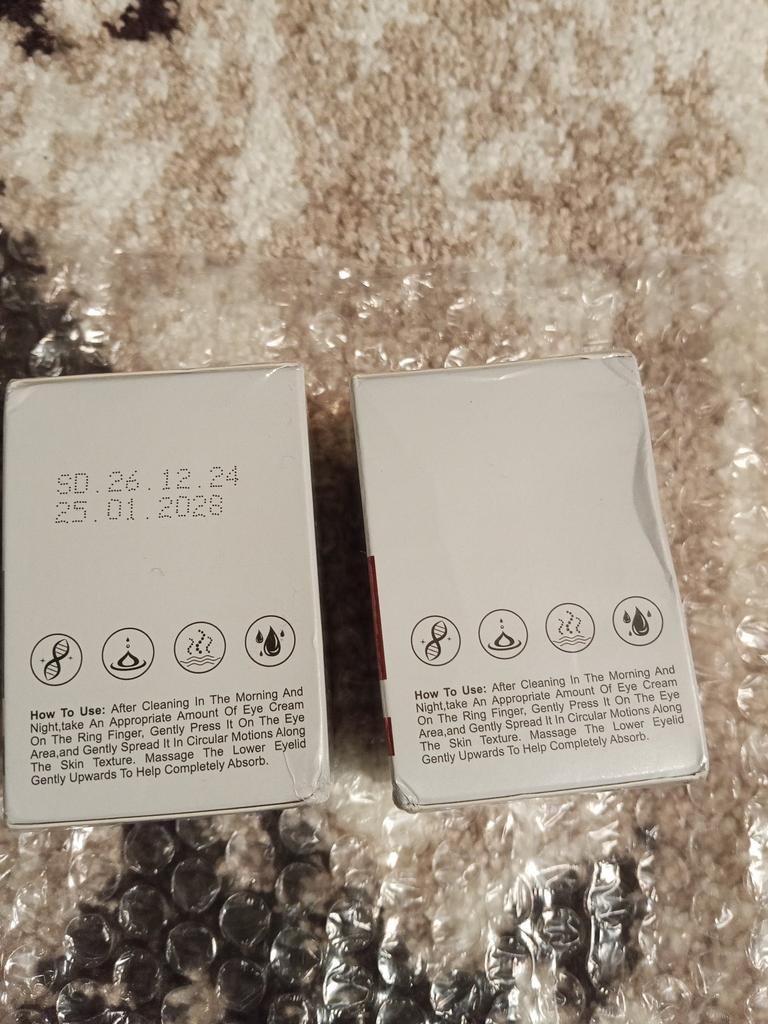 SD.26.12.24
25.01.2028
How To Use: After Cleaning In The Morning And
Night,take An Appropriate Amount Of Eye Cream
On The Ring Finger, Gently Press It On The Eye
Area,and Gently Spread It In Circular Motions Along
The Skin Texture. Massage The Lower Eyelid
Gently Upwards To Help Completely Absorb.
How To Use: After Cleaning In The Morning And
Night,take An Appropriate Amount Of Eye Cream
On The Ring Finger, Gently Press It On The Eye
Area,and Gently Spread It In Circular Motions Along
The Skin Texture. Massage The Lower Eyelid
Gently Upwards To Help Completely Absorb.